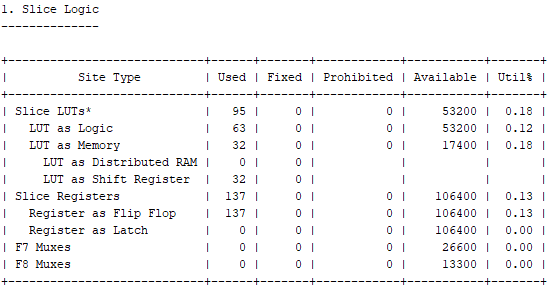 1. Slice Logic
--------------
+----------------------------+------+-------+------------+-----------+-------+
|          Site Type         | Used | Fixed | Prohibited | Available | Util% |
+----------------------------+------+-------+------------+-----------+-------+
| Slice LUTs*                |   95 |     0 |          0 |     53200 |  0.18 |
|   LUT as Logic             |   63 |     0 |          0 |     53200 |  0.12 |
|   LUT as Memory            |   32 |     0 |          0 |     17400 |  0.18 |
|     LUT as Distributed RAM |    0 |     0 |            |           |       |
|     LUT as Shift Register  |   32 |     0 |            |           |       |
| Slice Registers            |  137 |     0 |          0 |    106400 |  0.13 |
|   Register as Flip Flop    |  137 |     0 |          0 |    106400 |  0.13 |
|   Register as Latch        |    0 |     0 |          0 |    106400 |  0.00 |
| F7 Muxes                   |    0 |     0 |          0 |     26600 |  0.00 |
| F8 Muxes                   |    0 |     0 |          0 |     13300 |  0.00 |
+----------------------------+------+-------+------------+-----------+-------+